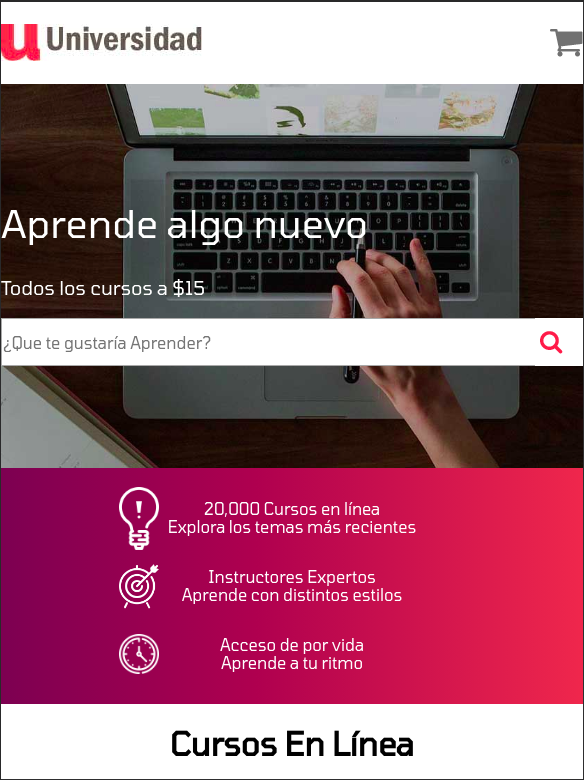 u Universidad
Aprende algo nuevo
Todos los cursos a $15
¿Que te gustaría Aprender?
20,000 Cursos en línea
Explora los temas más recientes
Instructores Expertos
Aprende con distintos estilos
Acceso de por vida
Aprende a tu ritmo
Cursos En Línea